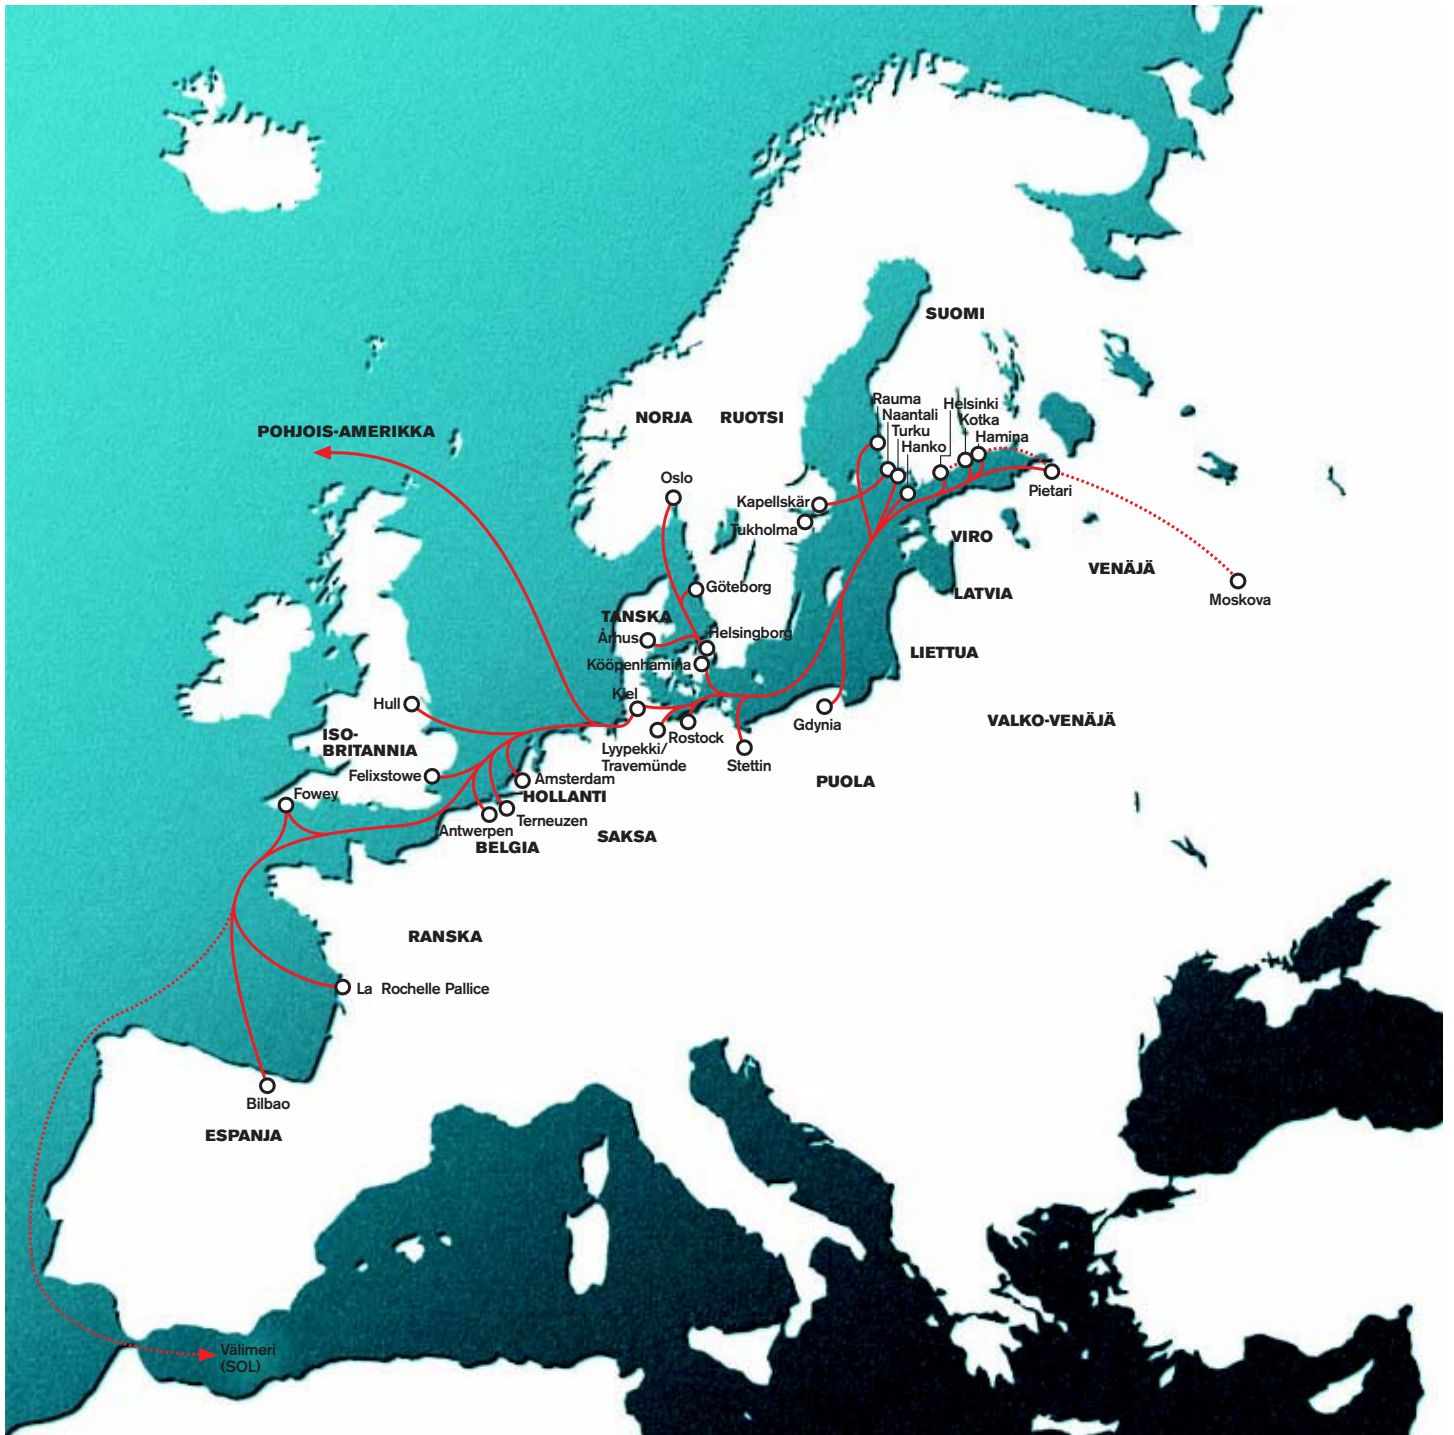 SUOMI
Rauma
Helsinki
Naantali
Kotka
NORJA
RUOTSI
Turku
POHJOIS-AMERIKKA
Hamina
Hanko
Oslo
Pietari
Kapellskär
Tukholma
VIRO
VENÄJÄ
Göteborg
LATVIA
Moskova
TANSKA
Århus
Helsingborg
LIETTUA
Kööpenhamina
Kiel
Hull
VALKO-VENÄJÄ
Gdynia
ISO-
BRITANNIA
Rostock
Lyypekki/
Travemünde
Stettin
Felixstowe
Amsterdam
PUOLA
Fowey
HOLLANTI
Terneuzen
Antwerpen
SAKSA
BELGIA
RANSKA
La Rochelle Pallice
Bilbao
ESPANJA
Välimeri
(SOL)